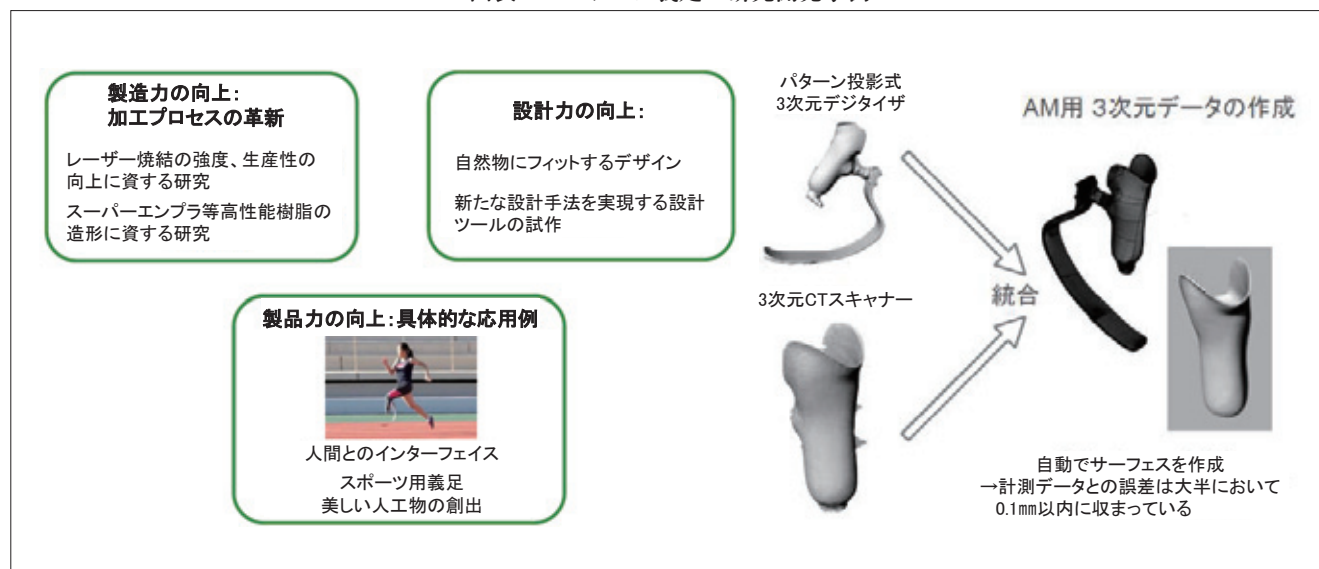 製造力の向上:
加工プロセスの革新
レーザー焼結の強度、生産性の
向上に資する研究
スーパーエンプラ等高性能樹脂の
造形に資する研究
設計力の向上:
自然物にフィットするデザイン
新たな設計手法を実現する設計
ツールの試作
製品力の向上:具体的な応用例
人間とのインターフェイス
スポーツ用義足
美しい人工物の創出
パターン投影式
3次元デジタイザ
3次元CTスキャナー
統合
AM用 3次元データの作成
自動でサーフェスを作成
→計測データとの誤差は大半において
0.1㎜以内に収まっている